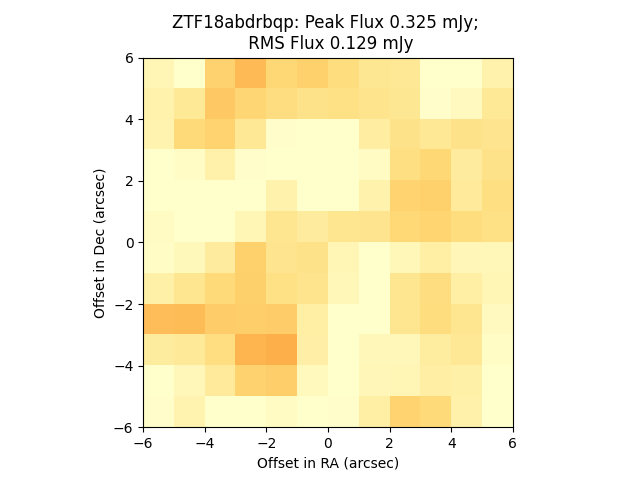 ZTF18abdrbqp: Peak Flux 0.325 mJy;
RMS Flux 0.129 mJy
6
4
2
0
−2
−4
−6
Offset in Dec (arcsec)
−6 −4 −2 0 2 4 6
Offset in RA (arcsec)